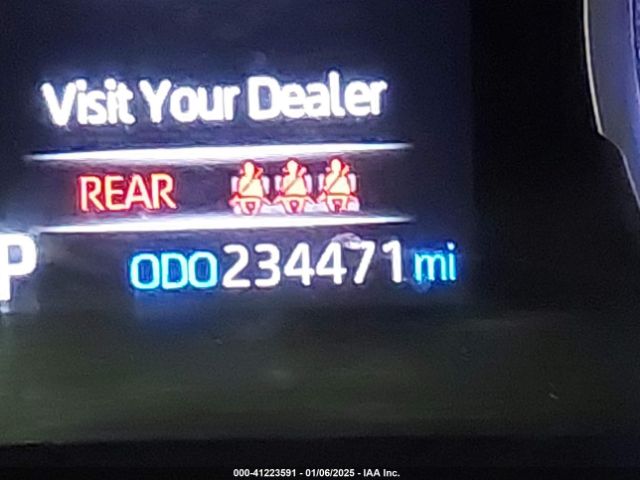 Visit Your Dealer
REAR
P ODO 234471 mi
000-41223591 - 01/06/2025 - IAA Inc.